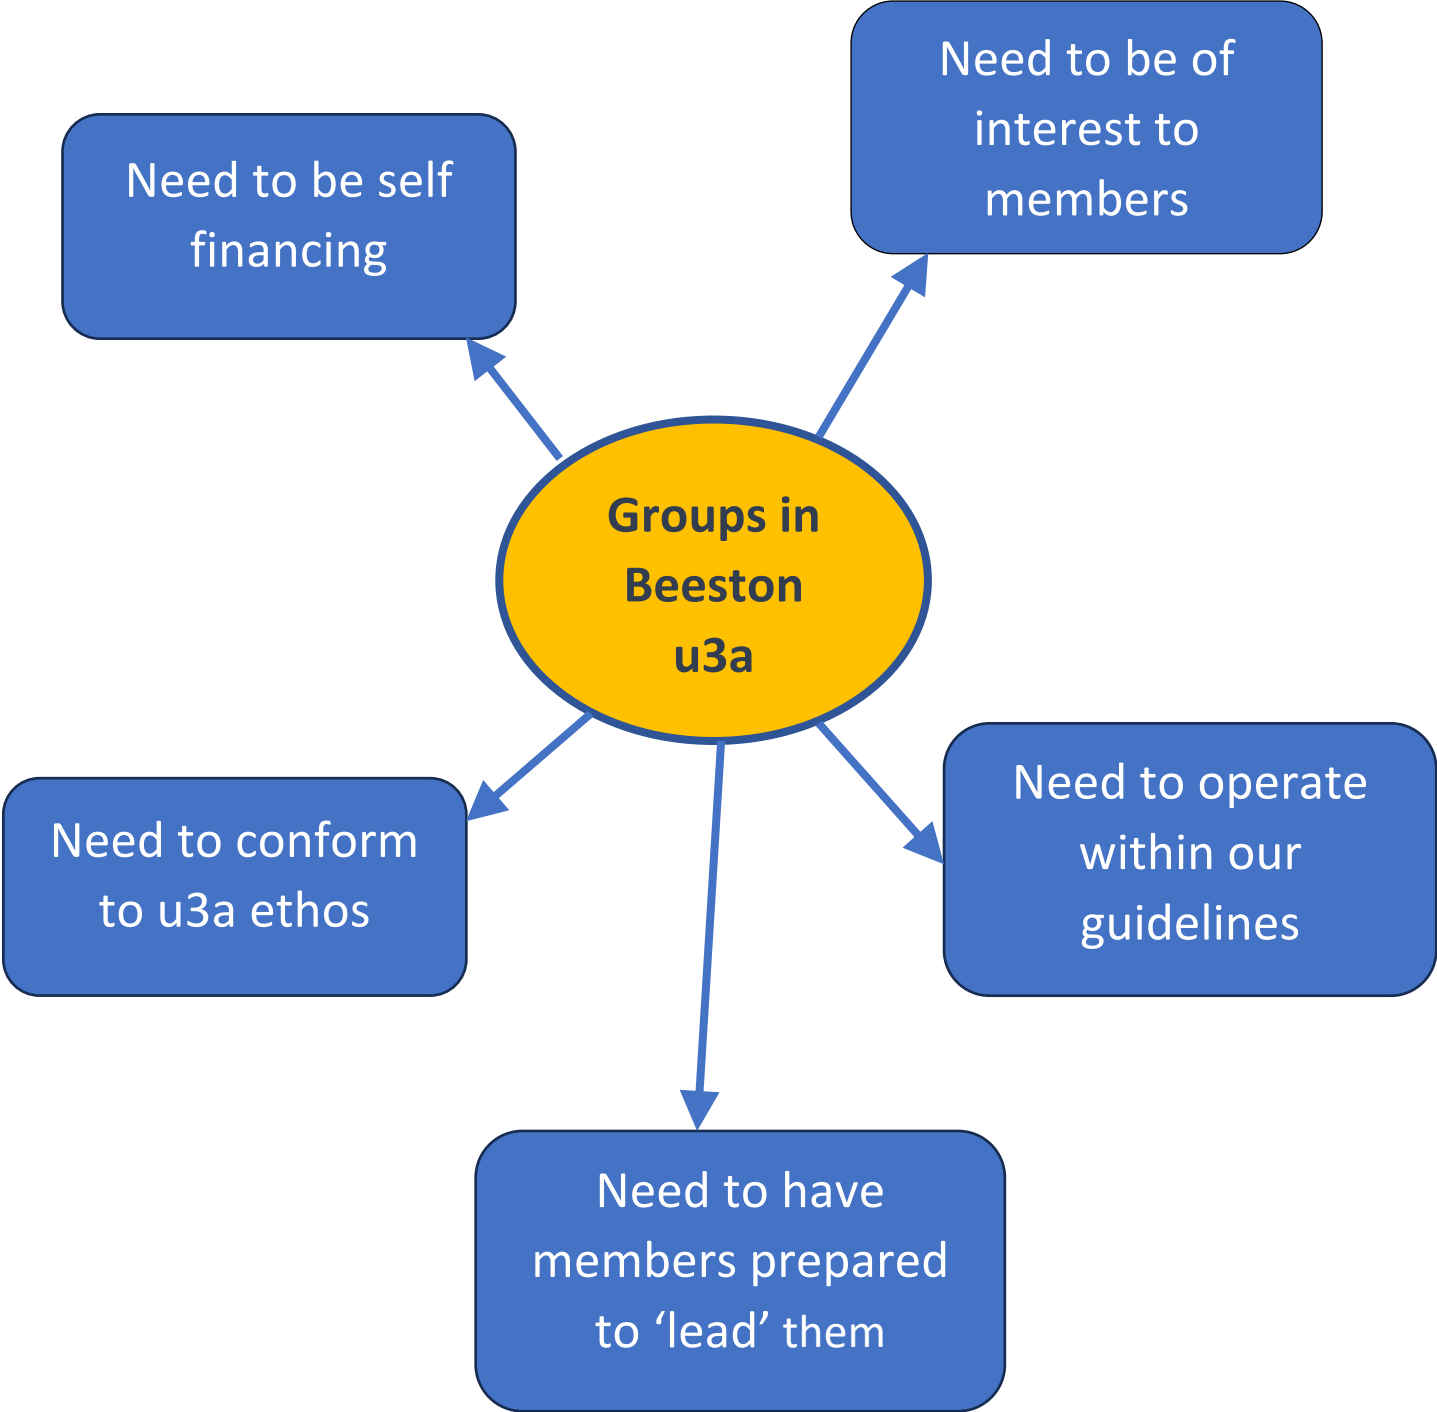 Need to be of
interest to
members
Need to be self
financing
Groups in
Beeston
u3a
Need to conform
to u3a ethos
Need to operate
within our
guidelines
Need to have
members prepared
to ‘lead’ them